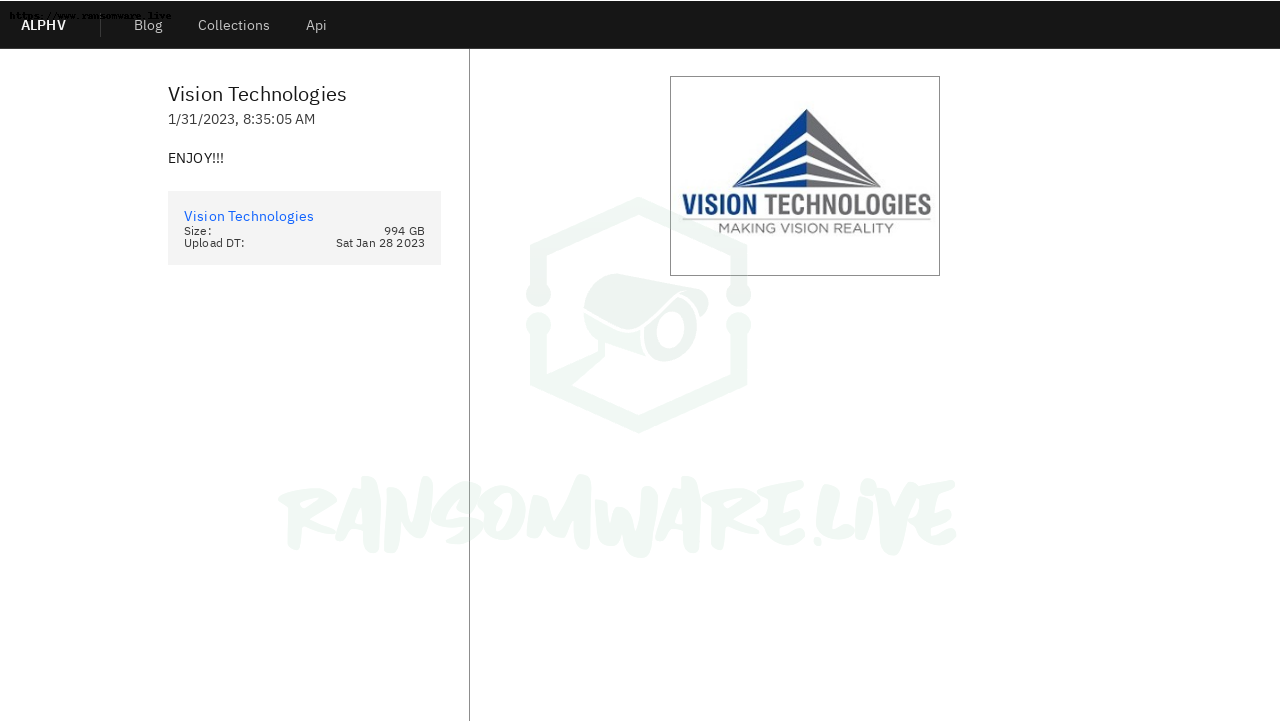 https://www.ransomware.live
ALPHV
Blog
Collections
Api
Vision Technologies
1/31/2023, 8:35:05 AM
ENJOY!!!
Vision Technologies
Size: 994 GB
Upload DT: Sat Jan 28 2023
VISION TECHNOLOGIES
MAKING VISION REALITY
RANSOMWARE.LIVE